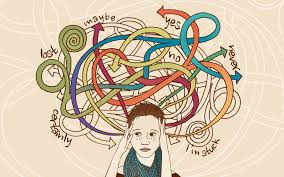 maybe
yes
lost
no
never
certainly
I'm stuck